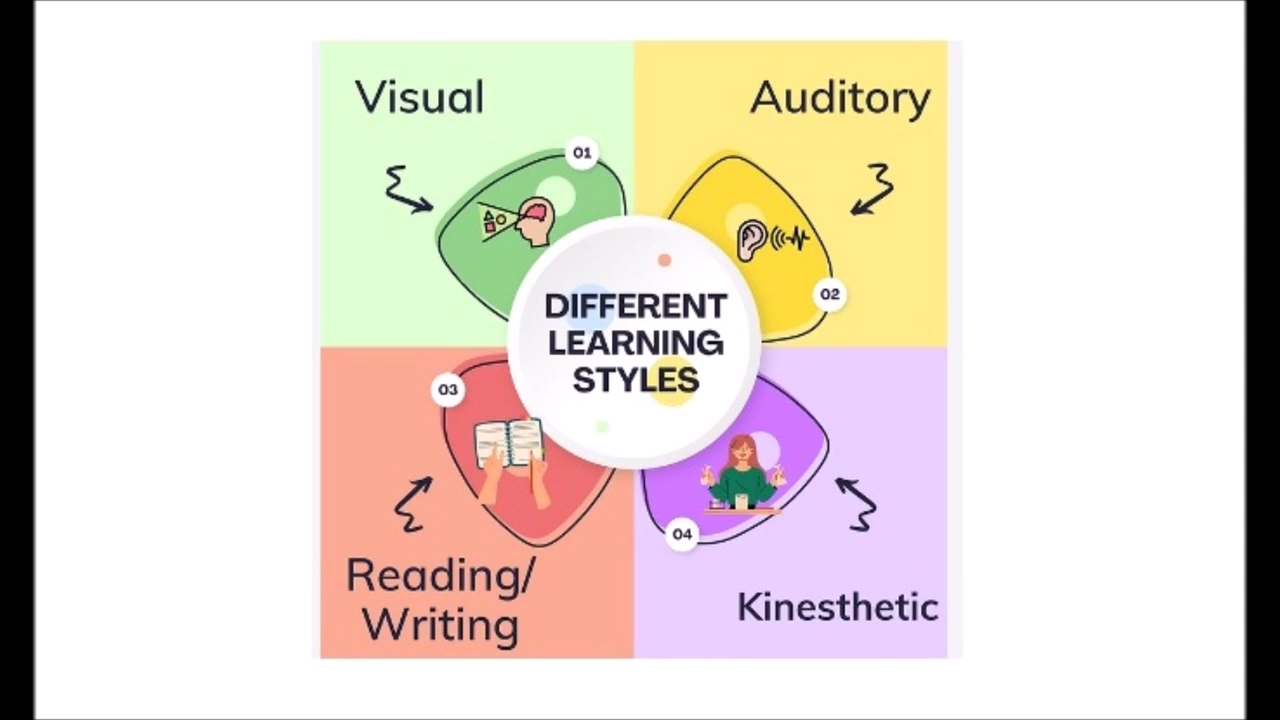 Visual
Auditory
01
02
DIFFERENT
LEARNING
STYLES
03
04
Reading/
Writing
Kinesthetic